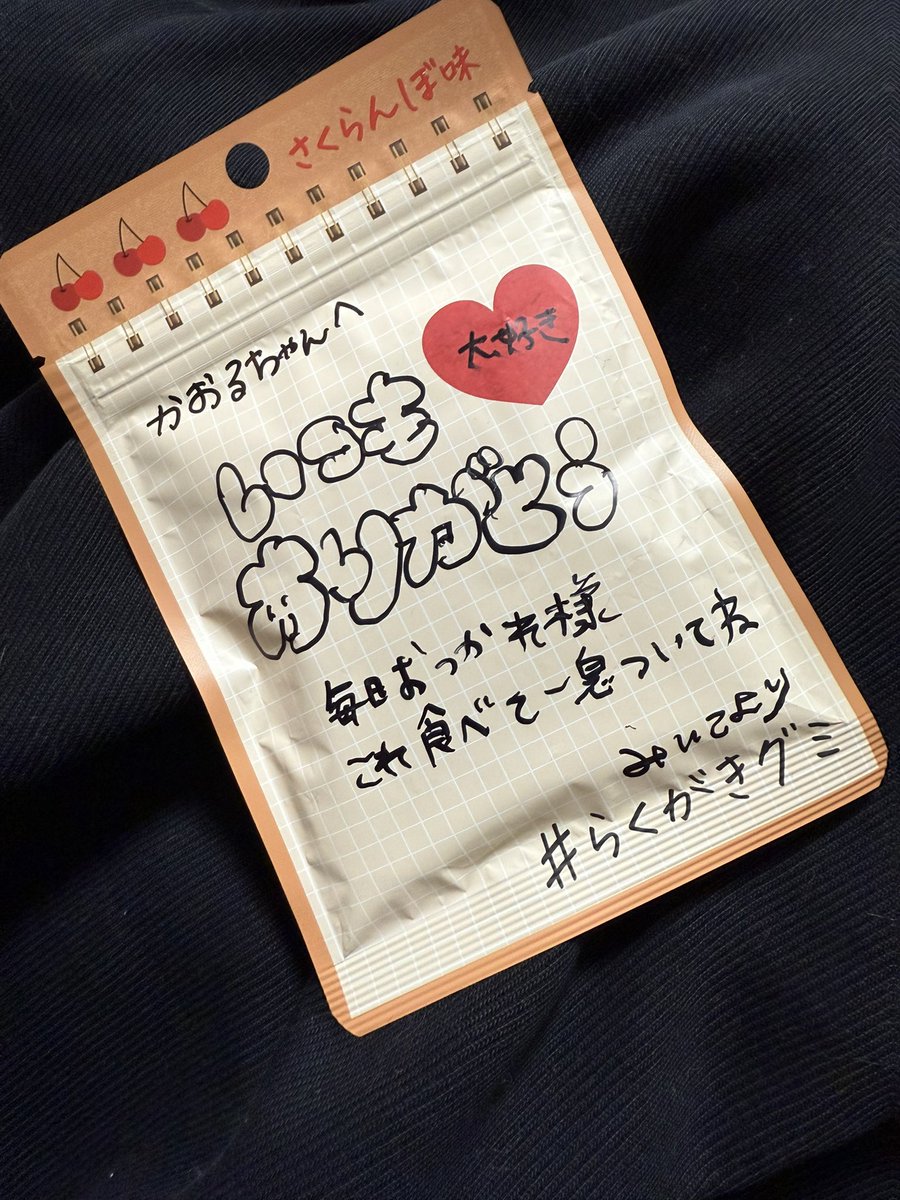 さくらんぼ味
かおるちゃんへ
大好き
いつも
ありがとう
毎日おつかれ様
これ食べて一息ついてね
みいこより
#らくがきグミ